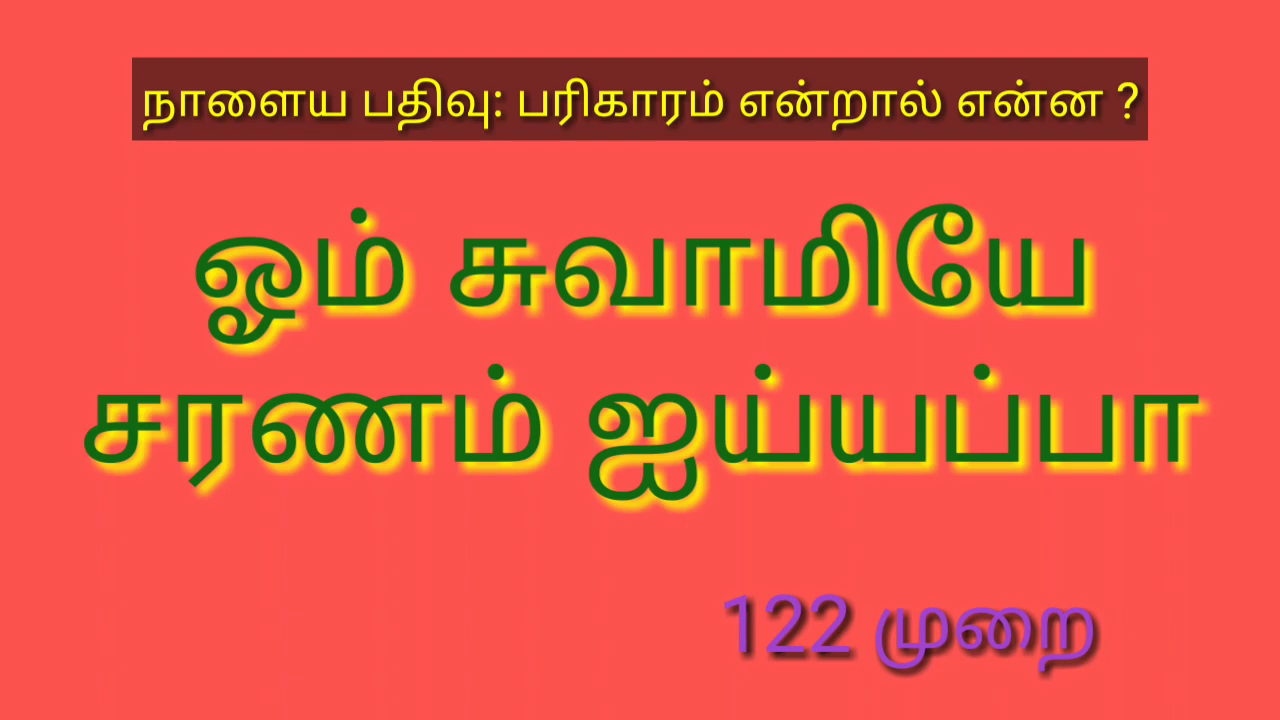 நாளைய பதிவு: பரிகாரம் என்றால் என்ன ?
ஓம் சுவாமியே
சரணம் ஐய்யப்பா
122 முறை